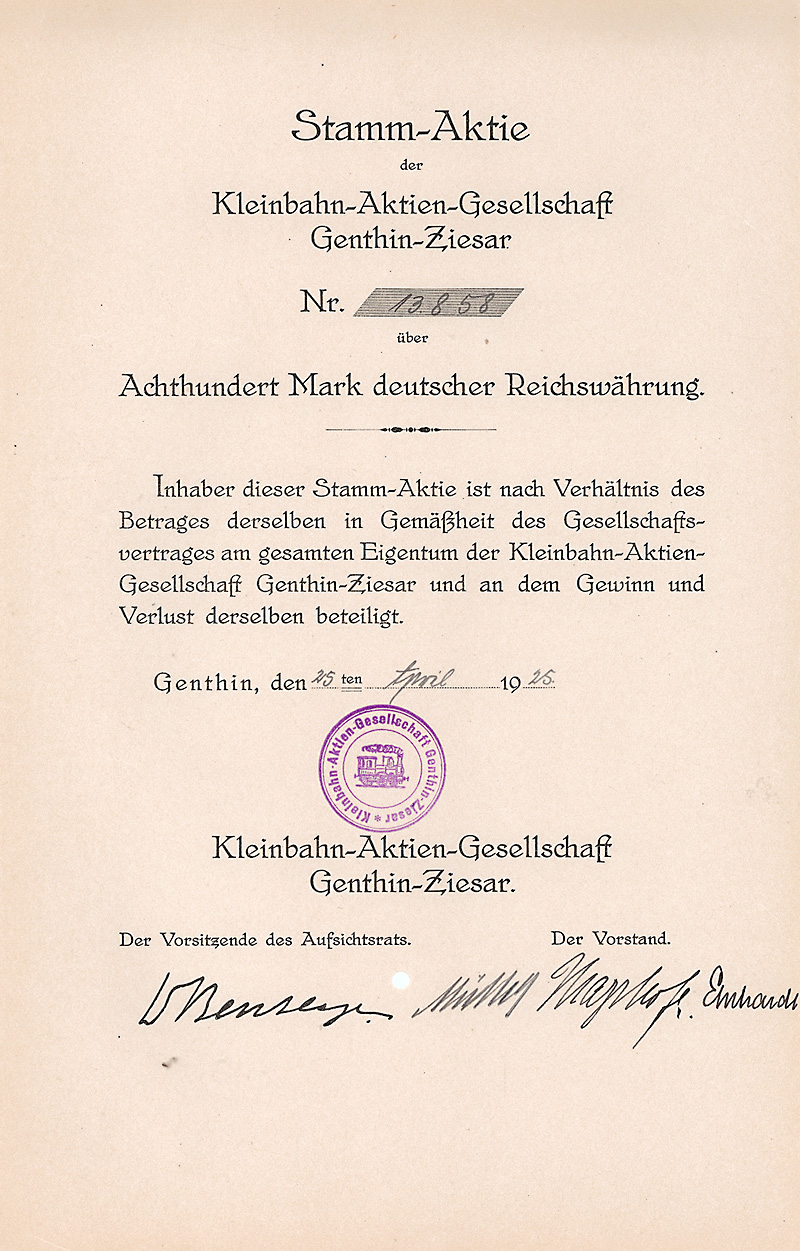 Stamm-Aktie
der
Kleinbahn-Aktien-Gesellschaft
Genthin-Ziesar
Nr. 13858
über
Achthundert Mark deutscher Reichswährung.
Inhaber dieser Stamm-Aktie ist nach Verhältnis des
Betrages derselben in Gemäßheit des Gesellschafts-
vertrages am gesamten Eigentum der Kleinbahn-Aktien-
Gesellschaft Genthin-Ziesar und an dem Gewinn und
Verlust derselben beteiligt.
Genthin, den 25 ten April 1925.
Kleinbahn-Aktien-Gesellschaft Genthin-Ziesar *
Kleinbahn-Aktien-Gesellschaft
Genthin-Ziesar.
Der Vorsitzende des Aufsichtsrats. Der Vorstand.